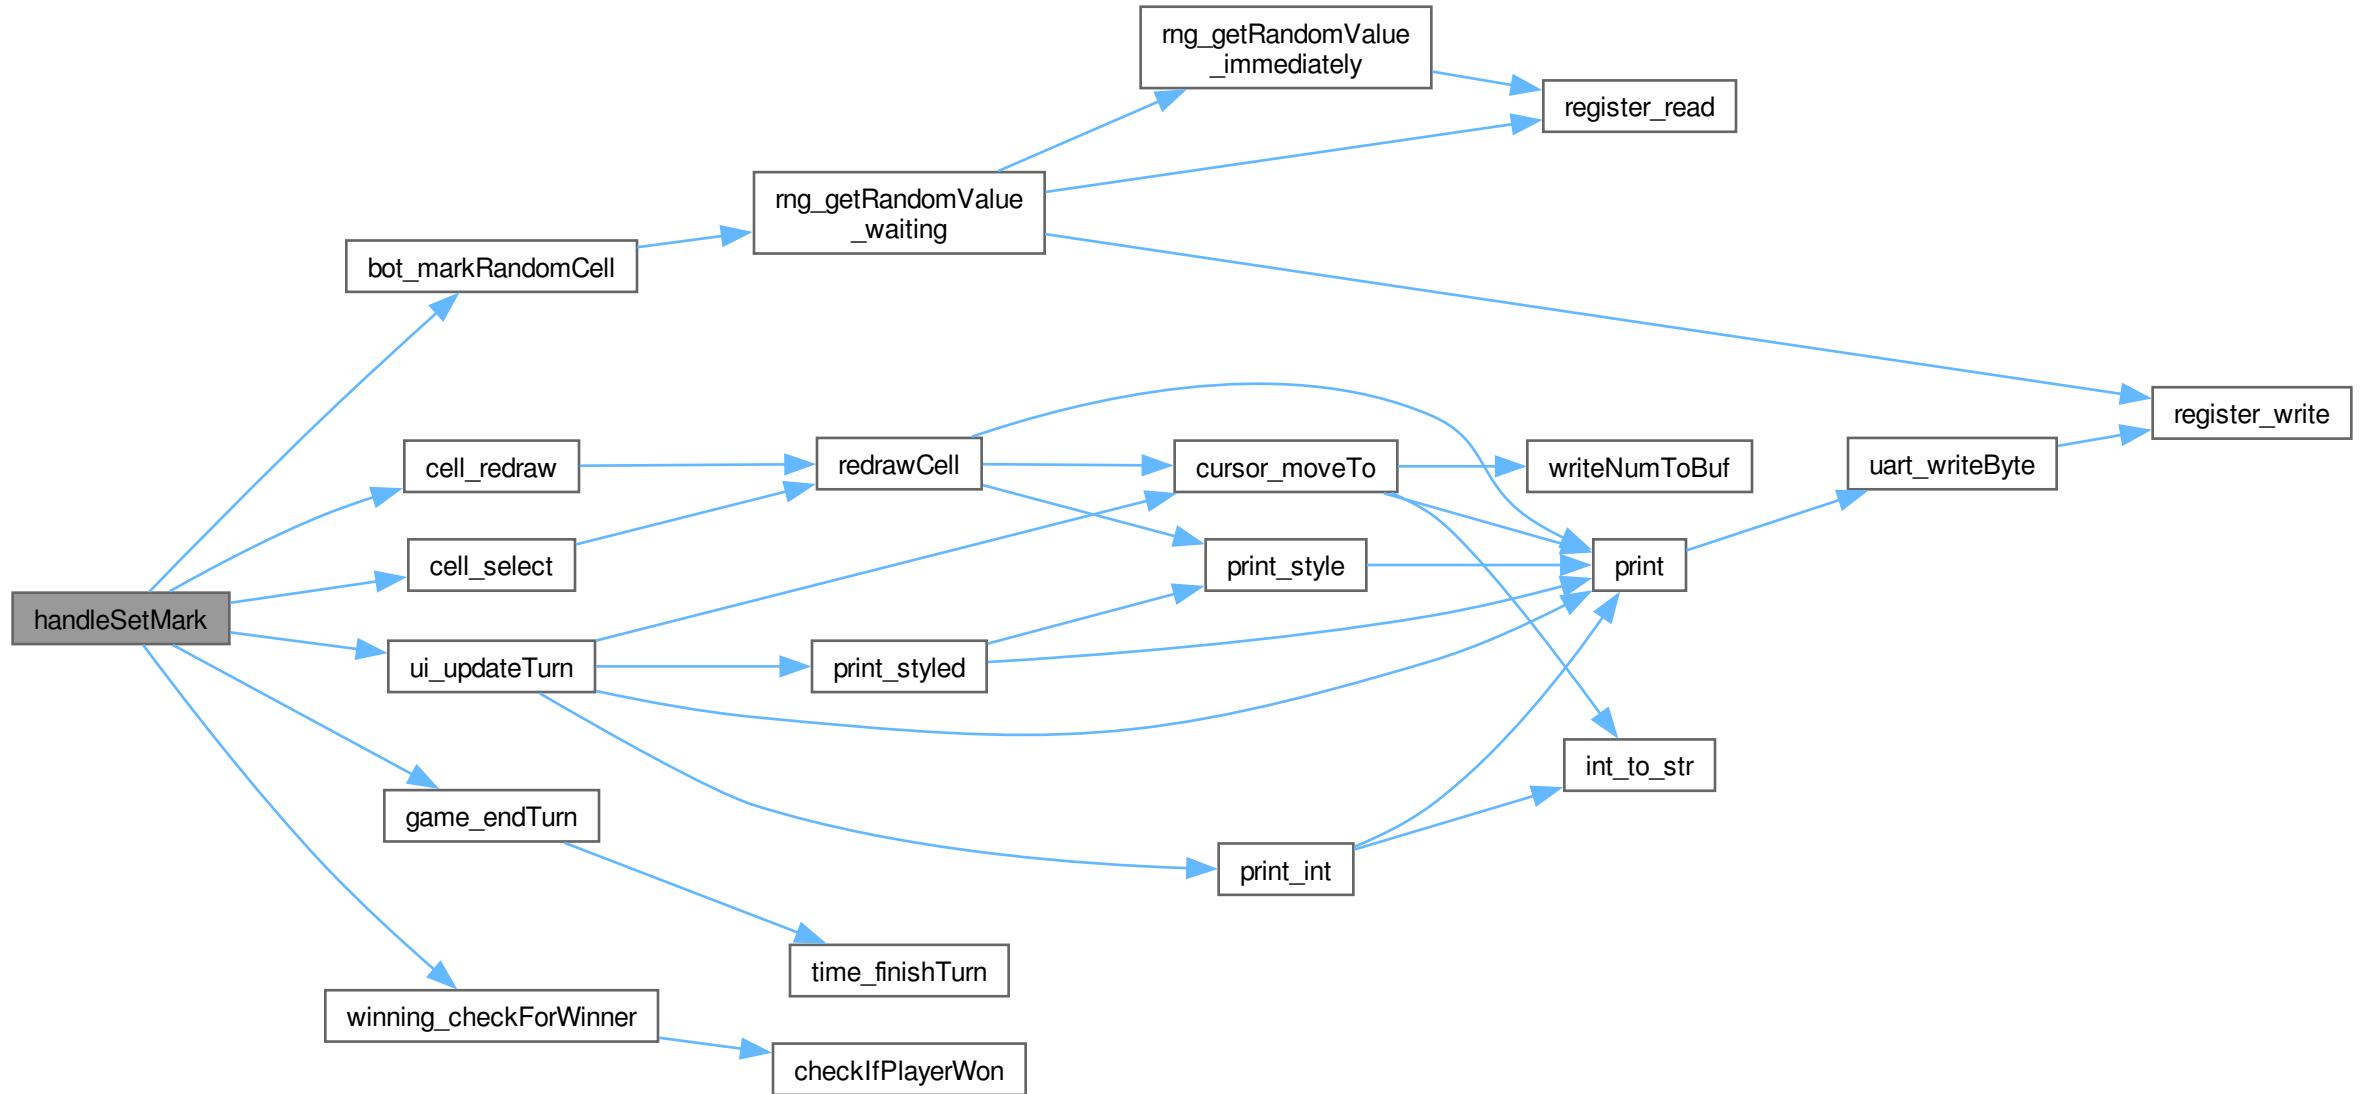 rng_getRandomValue
_immediately
register_read
rng_getRandomValue
_waiting
bot_markRandomCell
register_write
cell_redraw
redrawCell
cursor_moveTo
writeNumToBuf
uart_writeByte
cell_select
print_style
print
handleSetMark
ui_updateTurn
print_styled
int_to_str
game_endTurn
print_int
time_finishTurn
winning_checkForWinner
checkIfPlayerWon